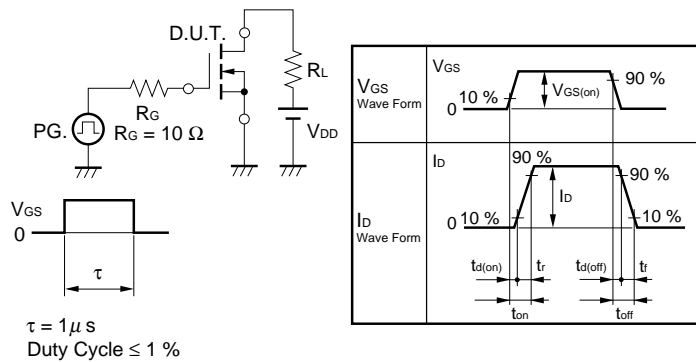 D.U.T.
RL
RG
PG.
RG = 10 Ω
VDD
VGS
0
τ
τ = 1μ s
Duty Cycle ≤ 1 %
VGS
Wave Form
VGS
10 %
0
VGS(on)
90 %
ID
Wave Form
ID
90 %
90 %
ID
0
10 %
10 %
td(on)
tr
td(off)
tf
ton
toff